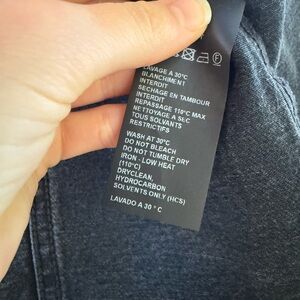 LAVAGE A 30°C
BLANCHIMENT
INTERDIT
SECHAGE EN TAMBOUR
INTERDIT
REPASSAGE 110°C MAX
NETTOYAGE A SEC
TOUS SOLVANTS
RESTRICTIFS
WASH AT 30°C
DO NOT BLEACH
DO NOT TUMBLE DRY
IRON - LOW HEAT
(110°C)
DRYCLEAN,
HYDROCARBON
SOLVENTS ONLY (HCS)
LAVADO A 30 ° C